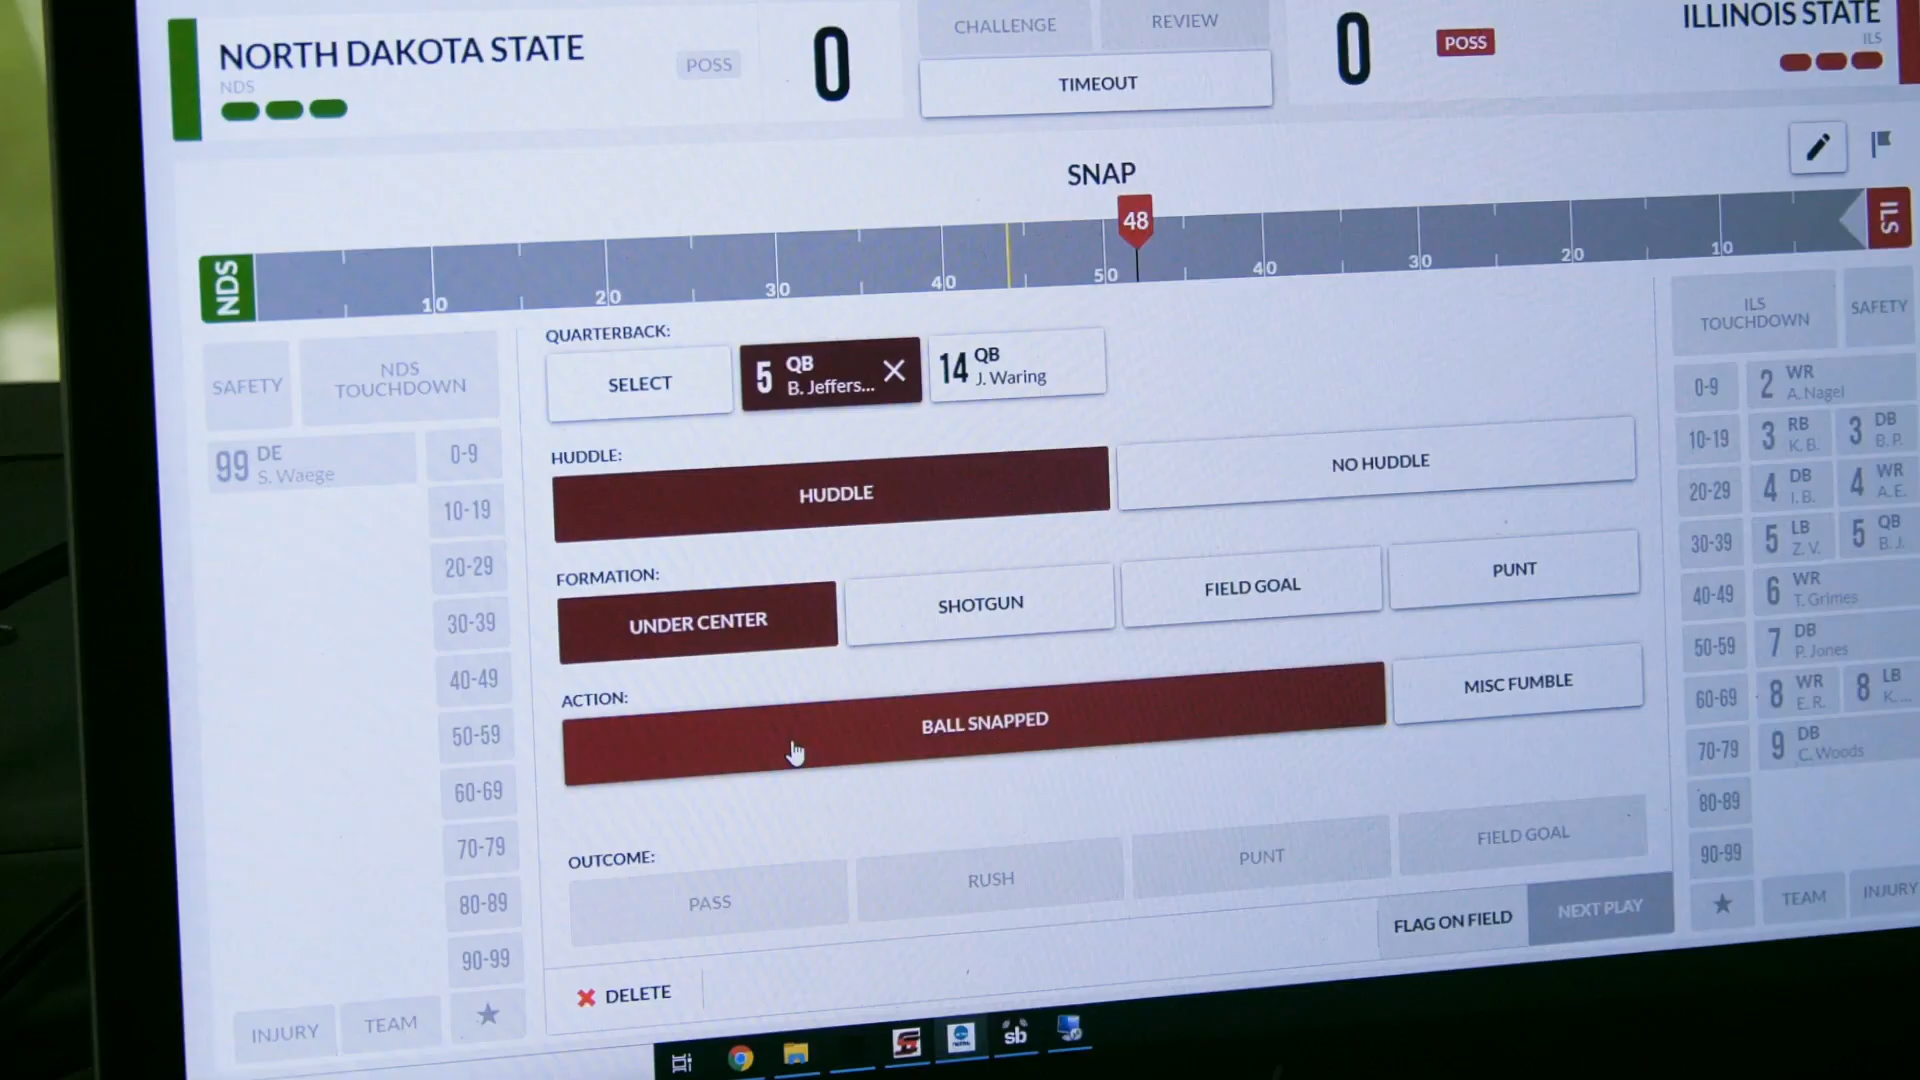 NORTH DAKOTA STATE
NDS
POSS
0
CHALLENGE
REVIEW
TIMEOUT
0
POSS
ILLINOIS STATE
ILS
SNAP
48
NDS
10
20
30
40
50
40
30
20
10
ILS
SAFETY
NDS TOUCHDOWN
99 DE
S. Waege
0-9
10-19
20-29
30-39
40-49
50-59
60-69
70-79
80-89
90-99
INJURY
TEAM
QUARTERBACK:
SELECT
5 QB
B. Jeffers...
14 QB
J. Waring
HUDDLE:
HUDDLE
NO HUDDLE
FORMATION:
UNDER CENTER
SHOTGUN
FIELD GOAL
PUNT
ACTION:
BALL SNAPPED
MISC FUMBLE
OUTCOME:
PASS
RUSH
PUNT
FIELD GOAL
FLAG ON FIELD
NEXT PLAY
DELETE
ILS
TOUCHDOWN
SAFETY
0-9
2 WR
A. Nagel
10-19
3 RB
K. B.
3 DB
B. P.
20-29
4 DB
I. B.
4 WR
A. E.
30-39
5 LB
Z. V.
5 QB
B. J.
40-49
6 WR
T. Grimes
50-59
7 DB
P. Jones
60-69
8 WR
E. R.
8 LB
K. ...
70-79
9 DB
C. Woods
80-89
90-99
TEAM
INJURY
sb